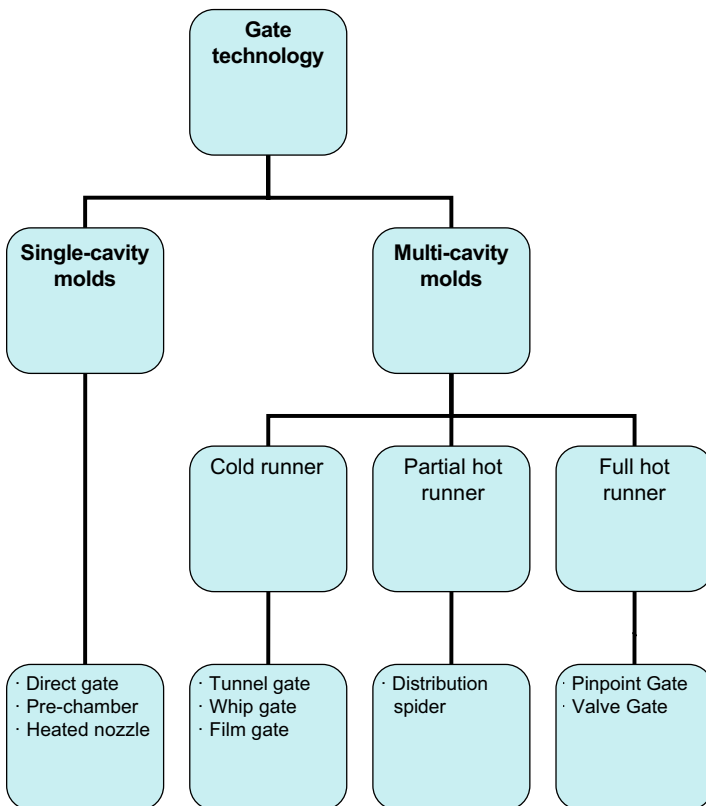 Gate
technology
Single-cavity
molds
Multi-cavity
molds
Cold runner
Partial hot
runner
Full hot
runner
· Direct gate
· Pre-chamber
· Heated nozzle
· Tunnel gate
· Whip gate
· Film gate
· Distribution
spider
· Pinpoint Gate
· Valve Gate